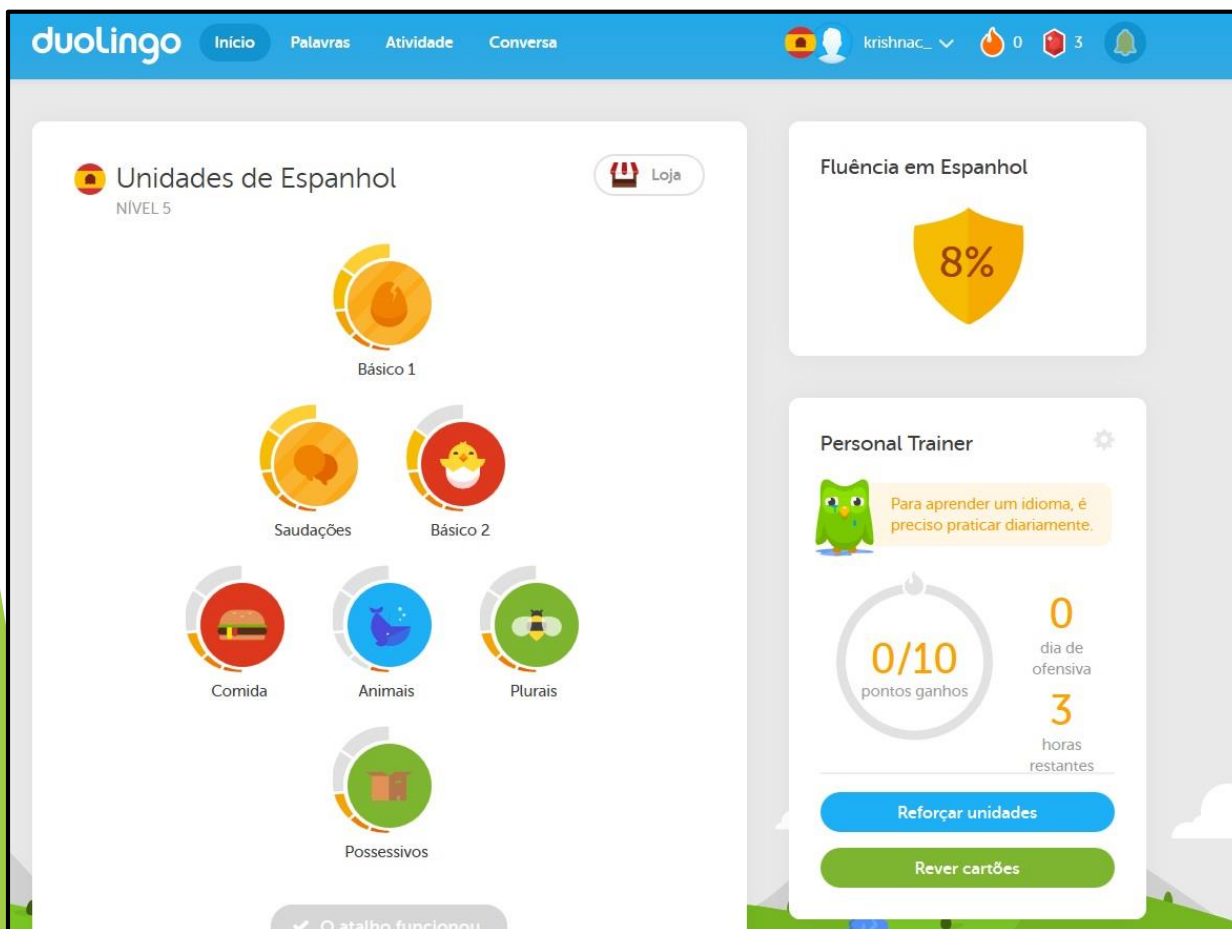 duolingo
Início Palavras Atividade Conversa
krishnac_ 0 3
Unidades de Espanhol
NÍVEL 5
Loja
Básico 1
Saudações Básico 2
Comida Animais Plurais
Possessivos
O atalho funcionou
Fluência em Espanhol
8%
Personal Trainer
Para aprender um idioma, é
preciso praticar diariamente.
0/10
pontos ganhos
0
dia de
ofensiva
3
horas
restantes
Reforçar unidades
Rever cartões